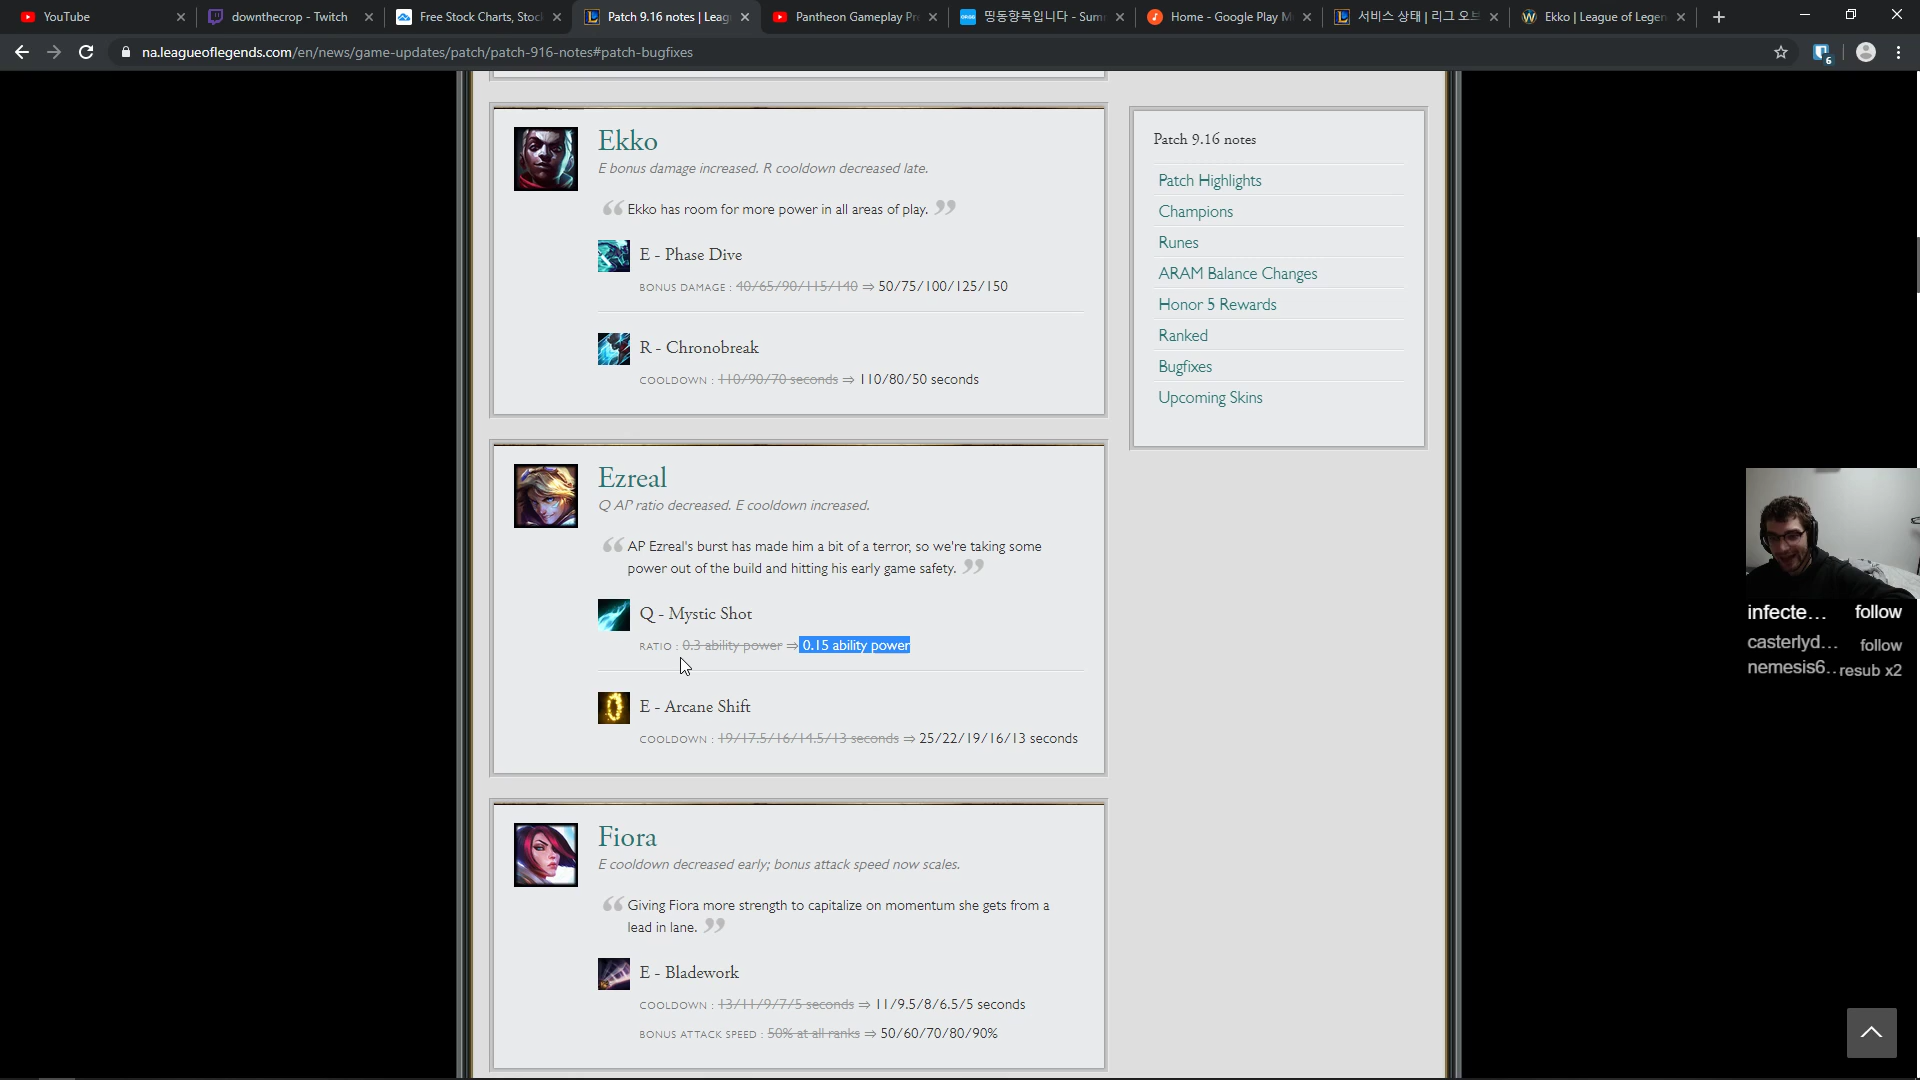 YouTube
downthecrop - Twitch
Free Stock Charts, Stoc
Patch 9.16 notes | Leag
Pantheon Gameplay Pr
띵동향목입니다 - Sum
Home - Google Play M
서비스 상태 | 리그 오브
Ekko | League of Legen
na.leagueoflegends.com/en/news/game-updates/patch/patch-916-notes#patch-bugfixes
6
Ekko
E bonus damage increased. R cooldown decreased late.
“ Ekko has room for more power in all areas of play. ”
E - Phase Dive
BONUS DAMAGE : 40/65/90/115/140 ⇒ 50/75/100/125/150
R - Chronobreak
COOLDOWN : 110/90/70 seconds ⇒ 110/80/50 seconds
Ezreal
Q AP ratio decreased. E cooldown increased.
“ AP Ezreal's burst has made him a bit of a terror, so we're taking some
power out of the build and hitting his early game safety. ”
Q - Mystic Shot
RATIO : 0.3 ability power ⇒ 0.15 ability power
E - Arcane Shift
COOLDOWN : 19/17.5/16/14.5/13 seconds ⇒ 25/22/19/16/13 seconds
Fiora
E cooldown decreased early; bonus attack speed now scales.
“ Giving Fiora more strength to capitalize on momentum she gets from a
lead in lane. ”
E - Bladework
COOLDOWN : 13/11/9/7/5 seconds ⇒ 11/9.5/8/6.5/5 seconds
BONUS ATTACK SPEED : 50% at all ranks ⇒ 50/60/70/80/90%
Patch 9.16 notes
Patch Highlights
Champions
Runes
ARAM Balance Changes
Honor 5 Rewards
Ranked
Bugfixes
Upcoming Skins
infecte... follow
casterlyd... follow
nemesis6.. resub x2